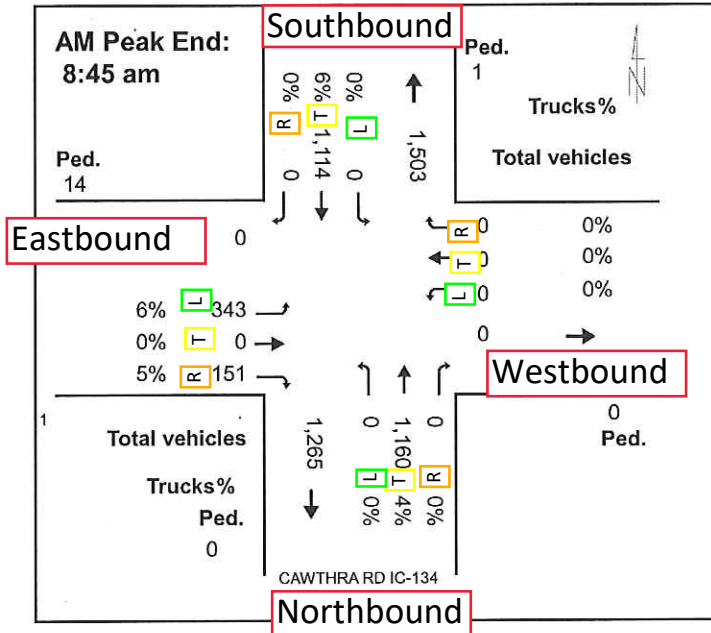 Southbound
AM Peak End:
8:45 am
Ped.
1
N
Trucks%
Total vehicles
0% 6% 0%
R T L
0 1,114 0 1,503
Ped.
14
Eastbound
0
R 0 0%
T 0 0%
L 0 0%
0
6% L 343
0% T 0
5% R 151
Westbound
0
Ped.
1
Total vehicles
Trucks%
Ped.
0
1,265 0 1,160 0
L T R
0% 4% 0%
CAWTHRA RD IC-134
Northbound